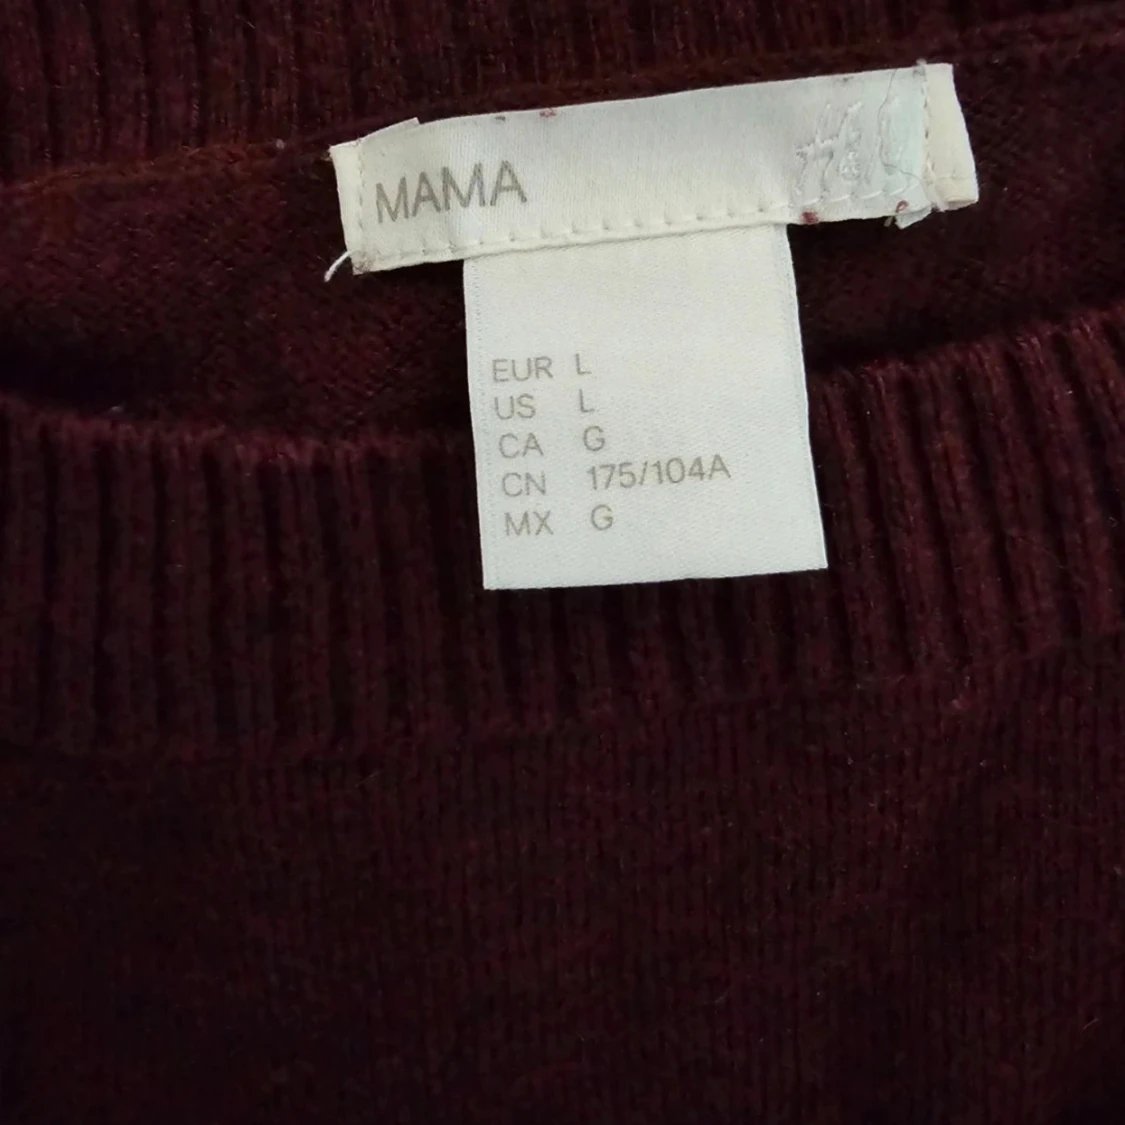 MAMA
H&M
EUR L
US L
CA G
CN 175/104A
MX G